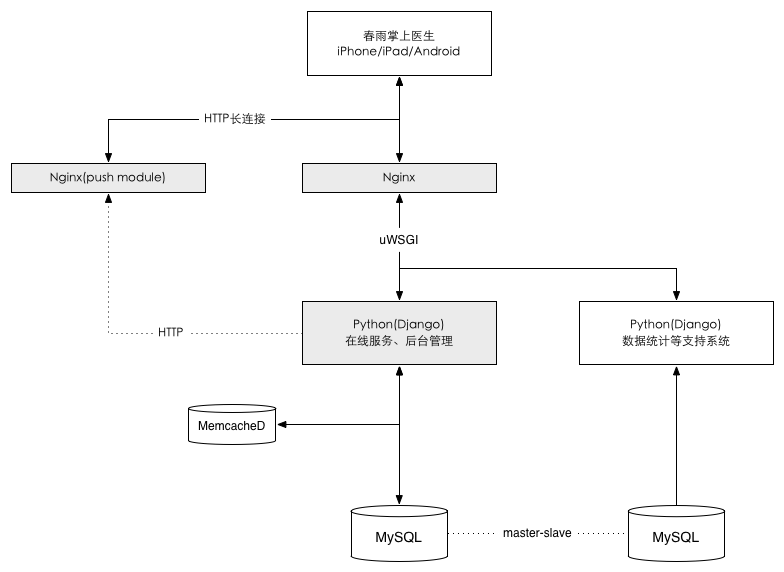 春雨掌上医生
iPhone/iPad/Android
HTTP长连接
Nginx(push module)
Nginx
uWSGI
Python(Django)
在线服务、后台管理
Python(Django)
数据统计等支持系统
HTTP
MemcacheD
MySQL
master-slave
MySQL